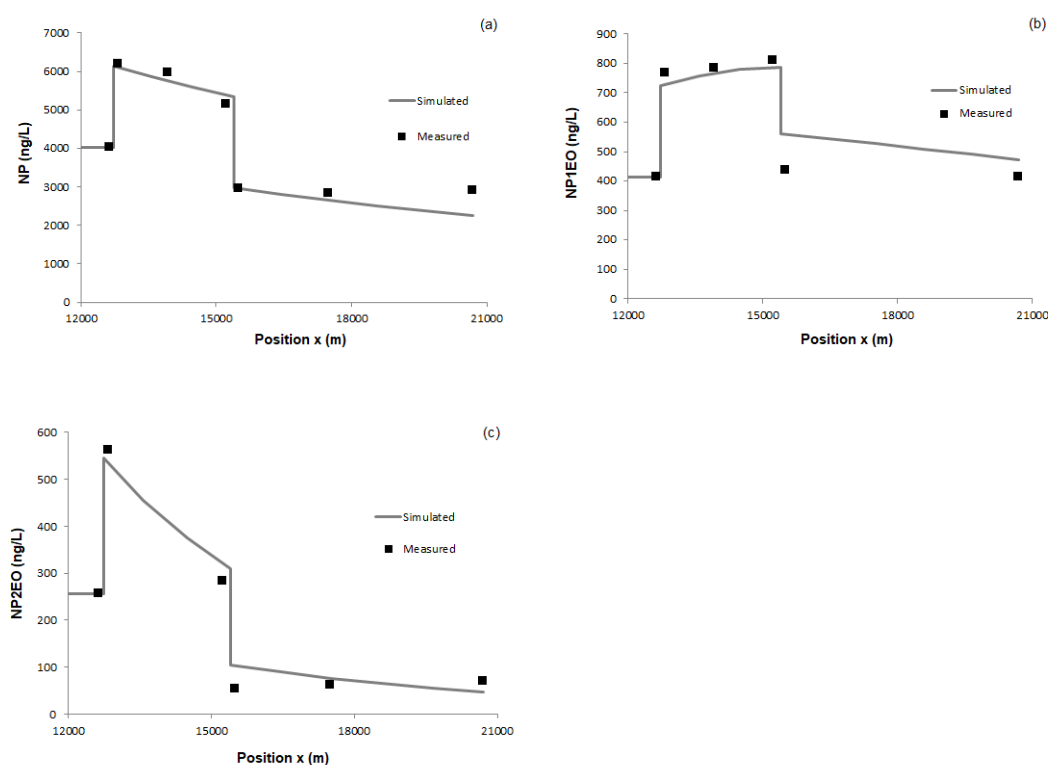 (a)
7000
6000
5000
4000
3000
2000
1000
0
NP (ng/L)
Simulated
Measured
12000 15000 18000 21000
Position x (m)
(b)
900
800
700
600
500
400
300
200
100
0
NP1EO (ng/L)
Simulated
Measured
12000 15000 18000 21000
Position x (m)
(c)
600
500
400
300
200
100
0
NP2EO (ng/L)
Simulated
Measured
12000 15000 18000 21000
Position x (m)